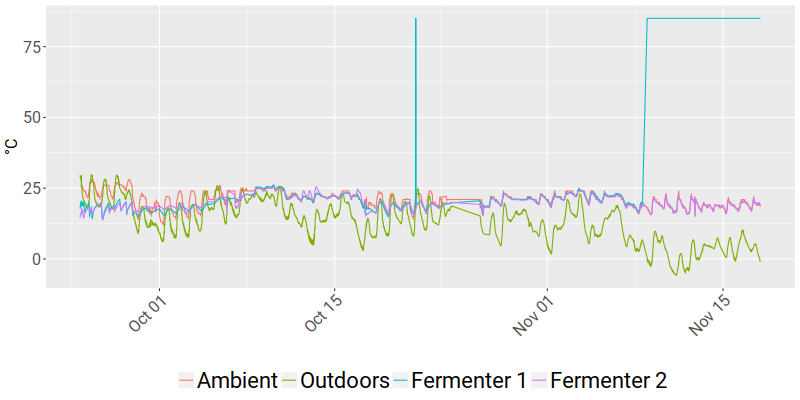 75
50
25
0
°C
Oct 01
Oct 15
Nov 01
Nov 15
Ambient Outdoors Fermenter 1 Fermenter 2